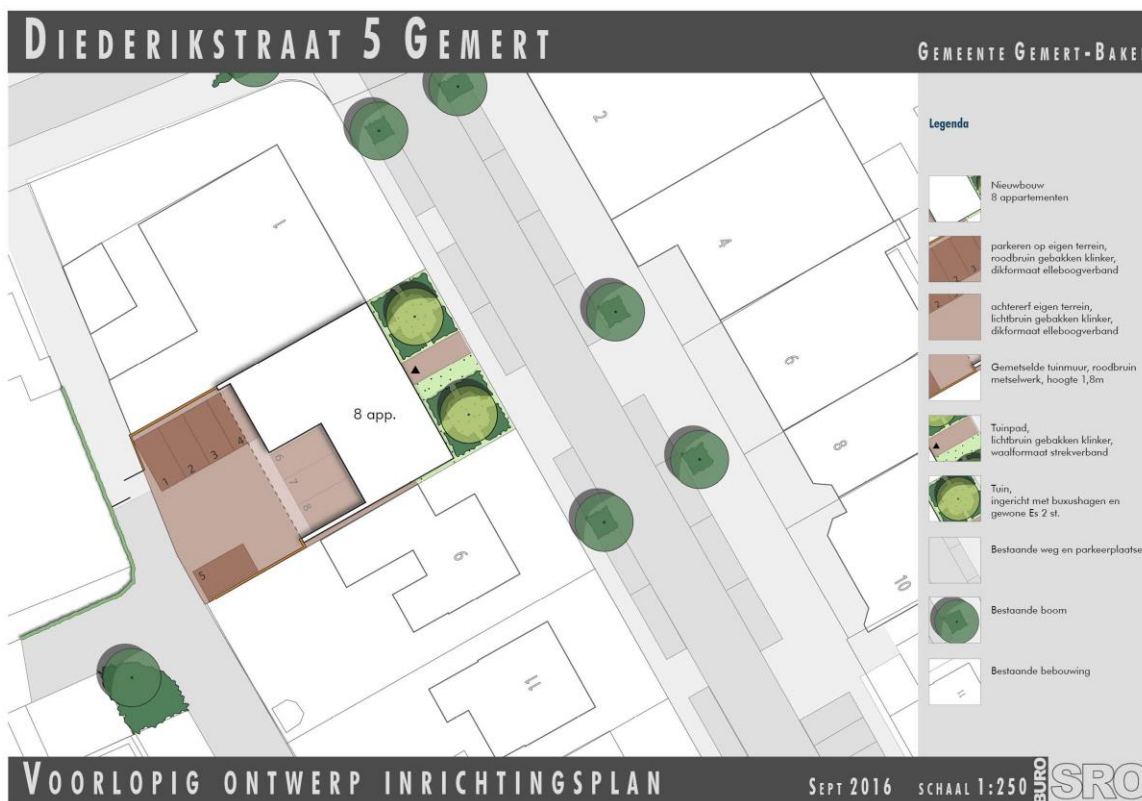 DIEDERIKSTRAAT 5 GEMERT
GEMEENTE GEMERT-BAKEL
Legenda
Nieuwbouw
8 appartementen
parkeren op eigen terrein,
roodbruin gebakken klinker,
dikformaat elleboogverband
achtererf eigen terrein,
lichtbruin gebakken klinker,
dikformaat elleboogverband
Gemetselde tuinmuur, roodbruin
metselwerk, hoogte 1,8m
Tuinpad,
lichtbruin gebakken klinker,
waalformaat strekverband
Tuin,
ingericht met buxushagen en
gewone Es 2 st.
Bestaande weg en parkeerplaatse
Bestaande boom
Bestaande bebouwing
2
1
4
6
8 app.
8
4
3
2
1
6
7
8
5
9
10
11
VOORLOPIG ONTWERP INRICHTINGSPLAN
SEPT 2016
SCHAAL 1:250
BURO
SRO